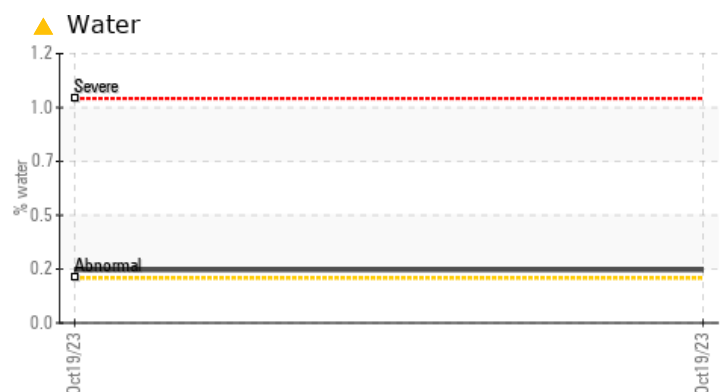 Water
1.2
Severe
1.0
0.7
% water
0.5
Abnormal
0.2
0.0
Oct19/23
Oct19/23